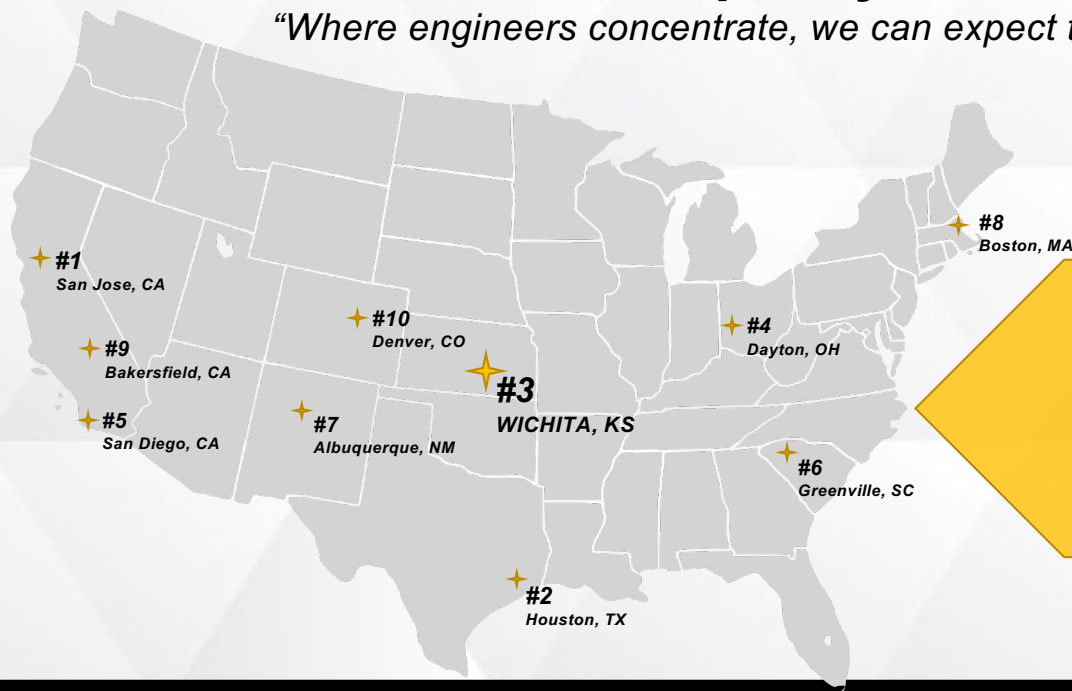 “Where engineers concentrate, we can expect
#8
Boston, MA
#1
San Jose, CA
#10
Denver, CO
#4
Dayton, OH
#9
Bakersfield, CA
#3
WICHITA, KS
#5
San Diego, CA
#7
Albuquerque, NM
#6
Greenville, SC
#2
Houston, TX